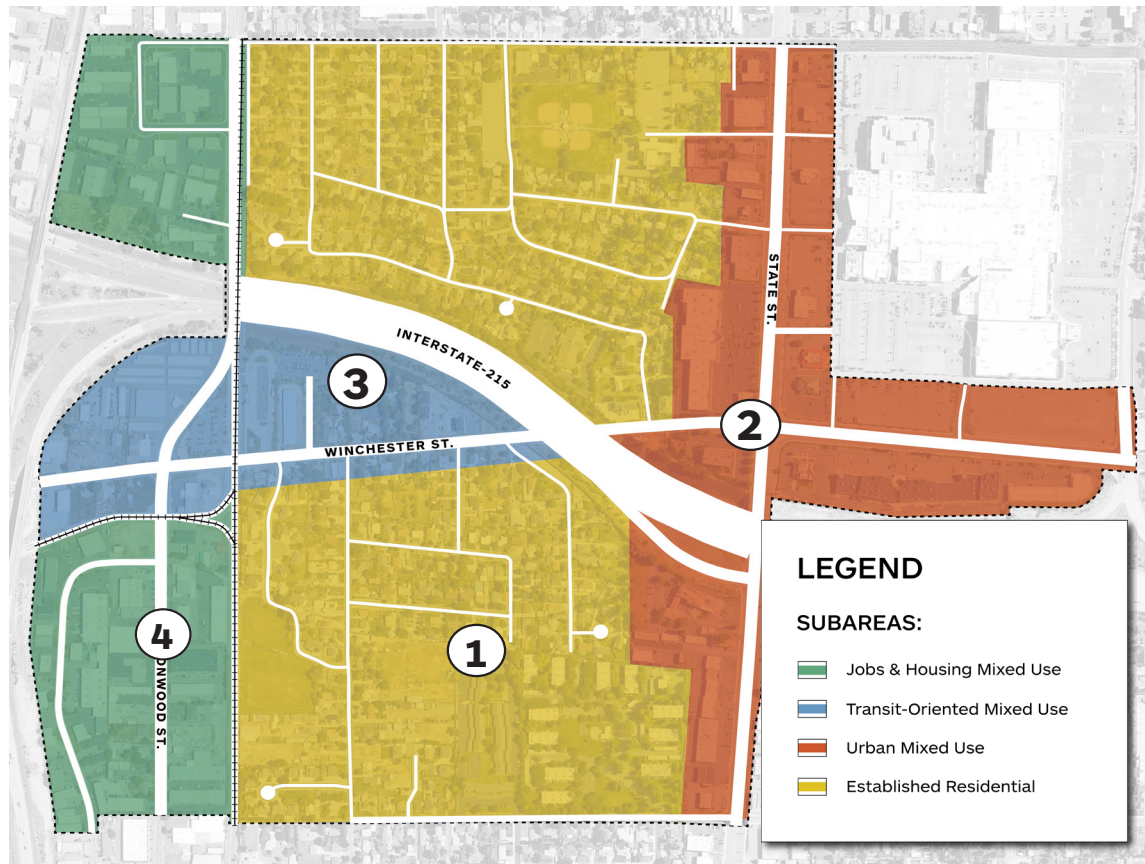 STATE ST.
INTERSTATE-215
3
2
WINCHESTER ST.
4
ONWOOD ST.
1
LEGEND
SUBAREAS:
Jobs & Housing Mixed Use
Transit-Oriented Mixed Use
Urban Mixed Use
Established Residential